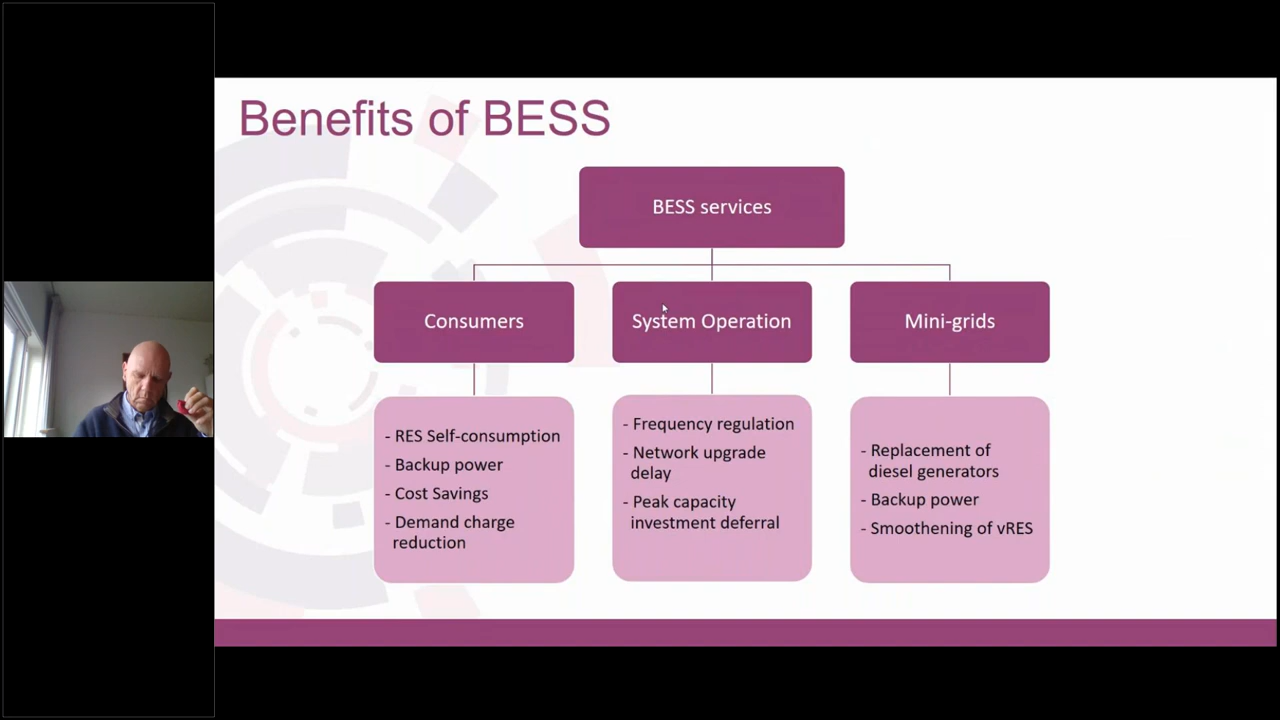 Benefits of BESS
BESS services
Consumers
System Operation
Mini-grids
- RES Self-consumption
- Backup power
- Cost Savings
- Demand charge
reduction
- Frequency regulation
- Network upgrade
delay
- Peak capacity
investment deferral
- Replacement of
diesel generators
- Backup power
- Smoothening of vRES